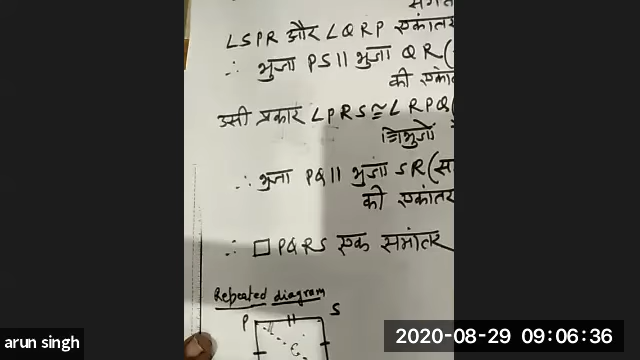 ∠SPR और ∠QRP एकांतर
∴ भुजा PS || भुजा QR (
की एकां
उसी प्रकार ∠PRS ≅ ∠RPQ (
त्रिभुजों
∴ भुजा PQ || भुजा SR (स
की एकांतर
∴ □ PQRS एक समांतर
Repeated diagram
P S
arun singh
2020-08-29 09:06:36